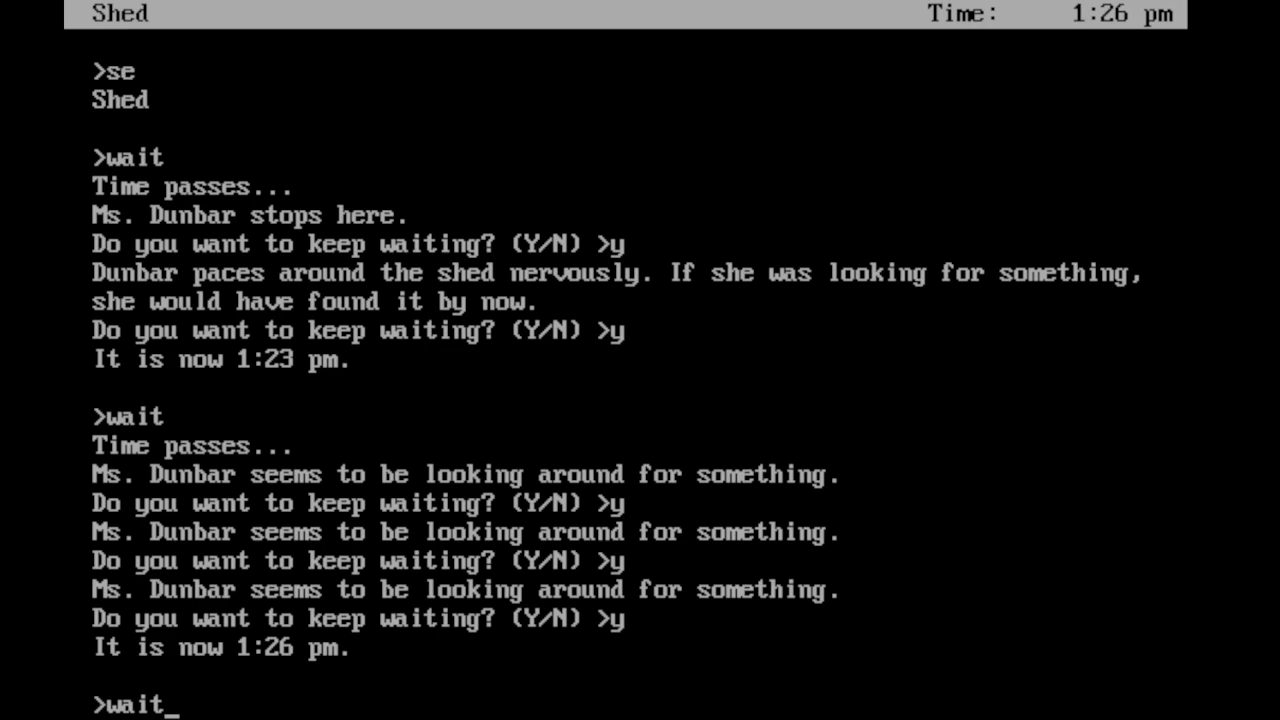 Shed Time: 1:26 pm
>se
Shed
>wait
Time passes...
Ms. Dunbar stops here.
Do you want to keep waiting? (Y/N) >y
Dunbar paces around the shed nervously. If she was looking for something,
she would have found it by now.
Do you want to keep waiting? (Y/N) >y
It is now 1:23 pm.
>wait
Time passes...
Ms. Dunbar seems to be looking around for something.
Do you want to keep waiting? (Y/N) >y
Ms. Dunbar seems to be looking around for something.
Do you want to keep waiting? (Y/N) >y
Ms. Dunbar seems to be looking around for something.
Do you want to keep waiting? (Y/N) >y
It is now 1:26 pm.
>wait_